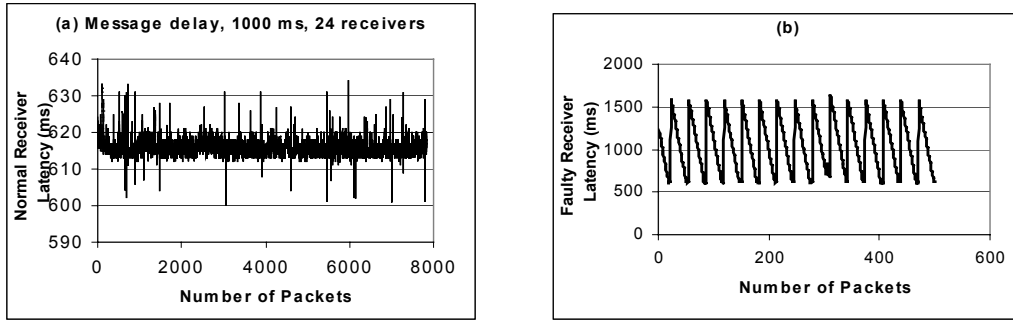 (a) Message delay, 1000 ms, 24 receivers
Normal Receiver
Latency (ms)
640
630
620
610
600
590
0
2000
4000
6000
8000
Number of Packets
(b)
Faulty Receiver
Latency (ms)
2000
1500
1000
500
0
0
200
400
600
Number of Packets